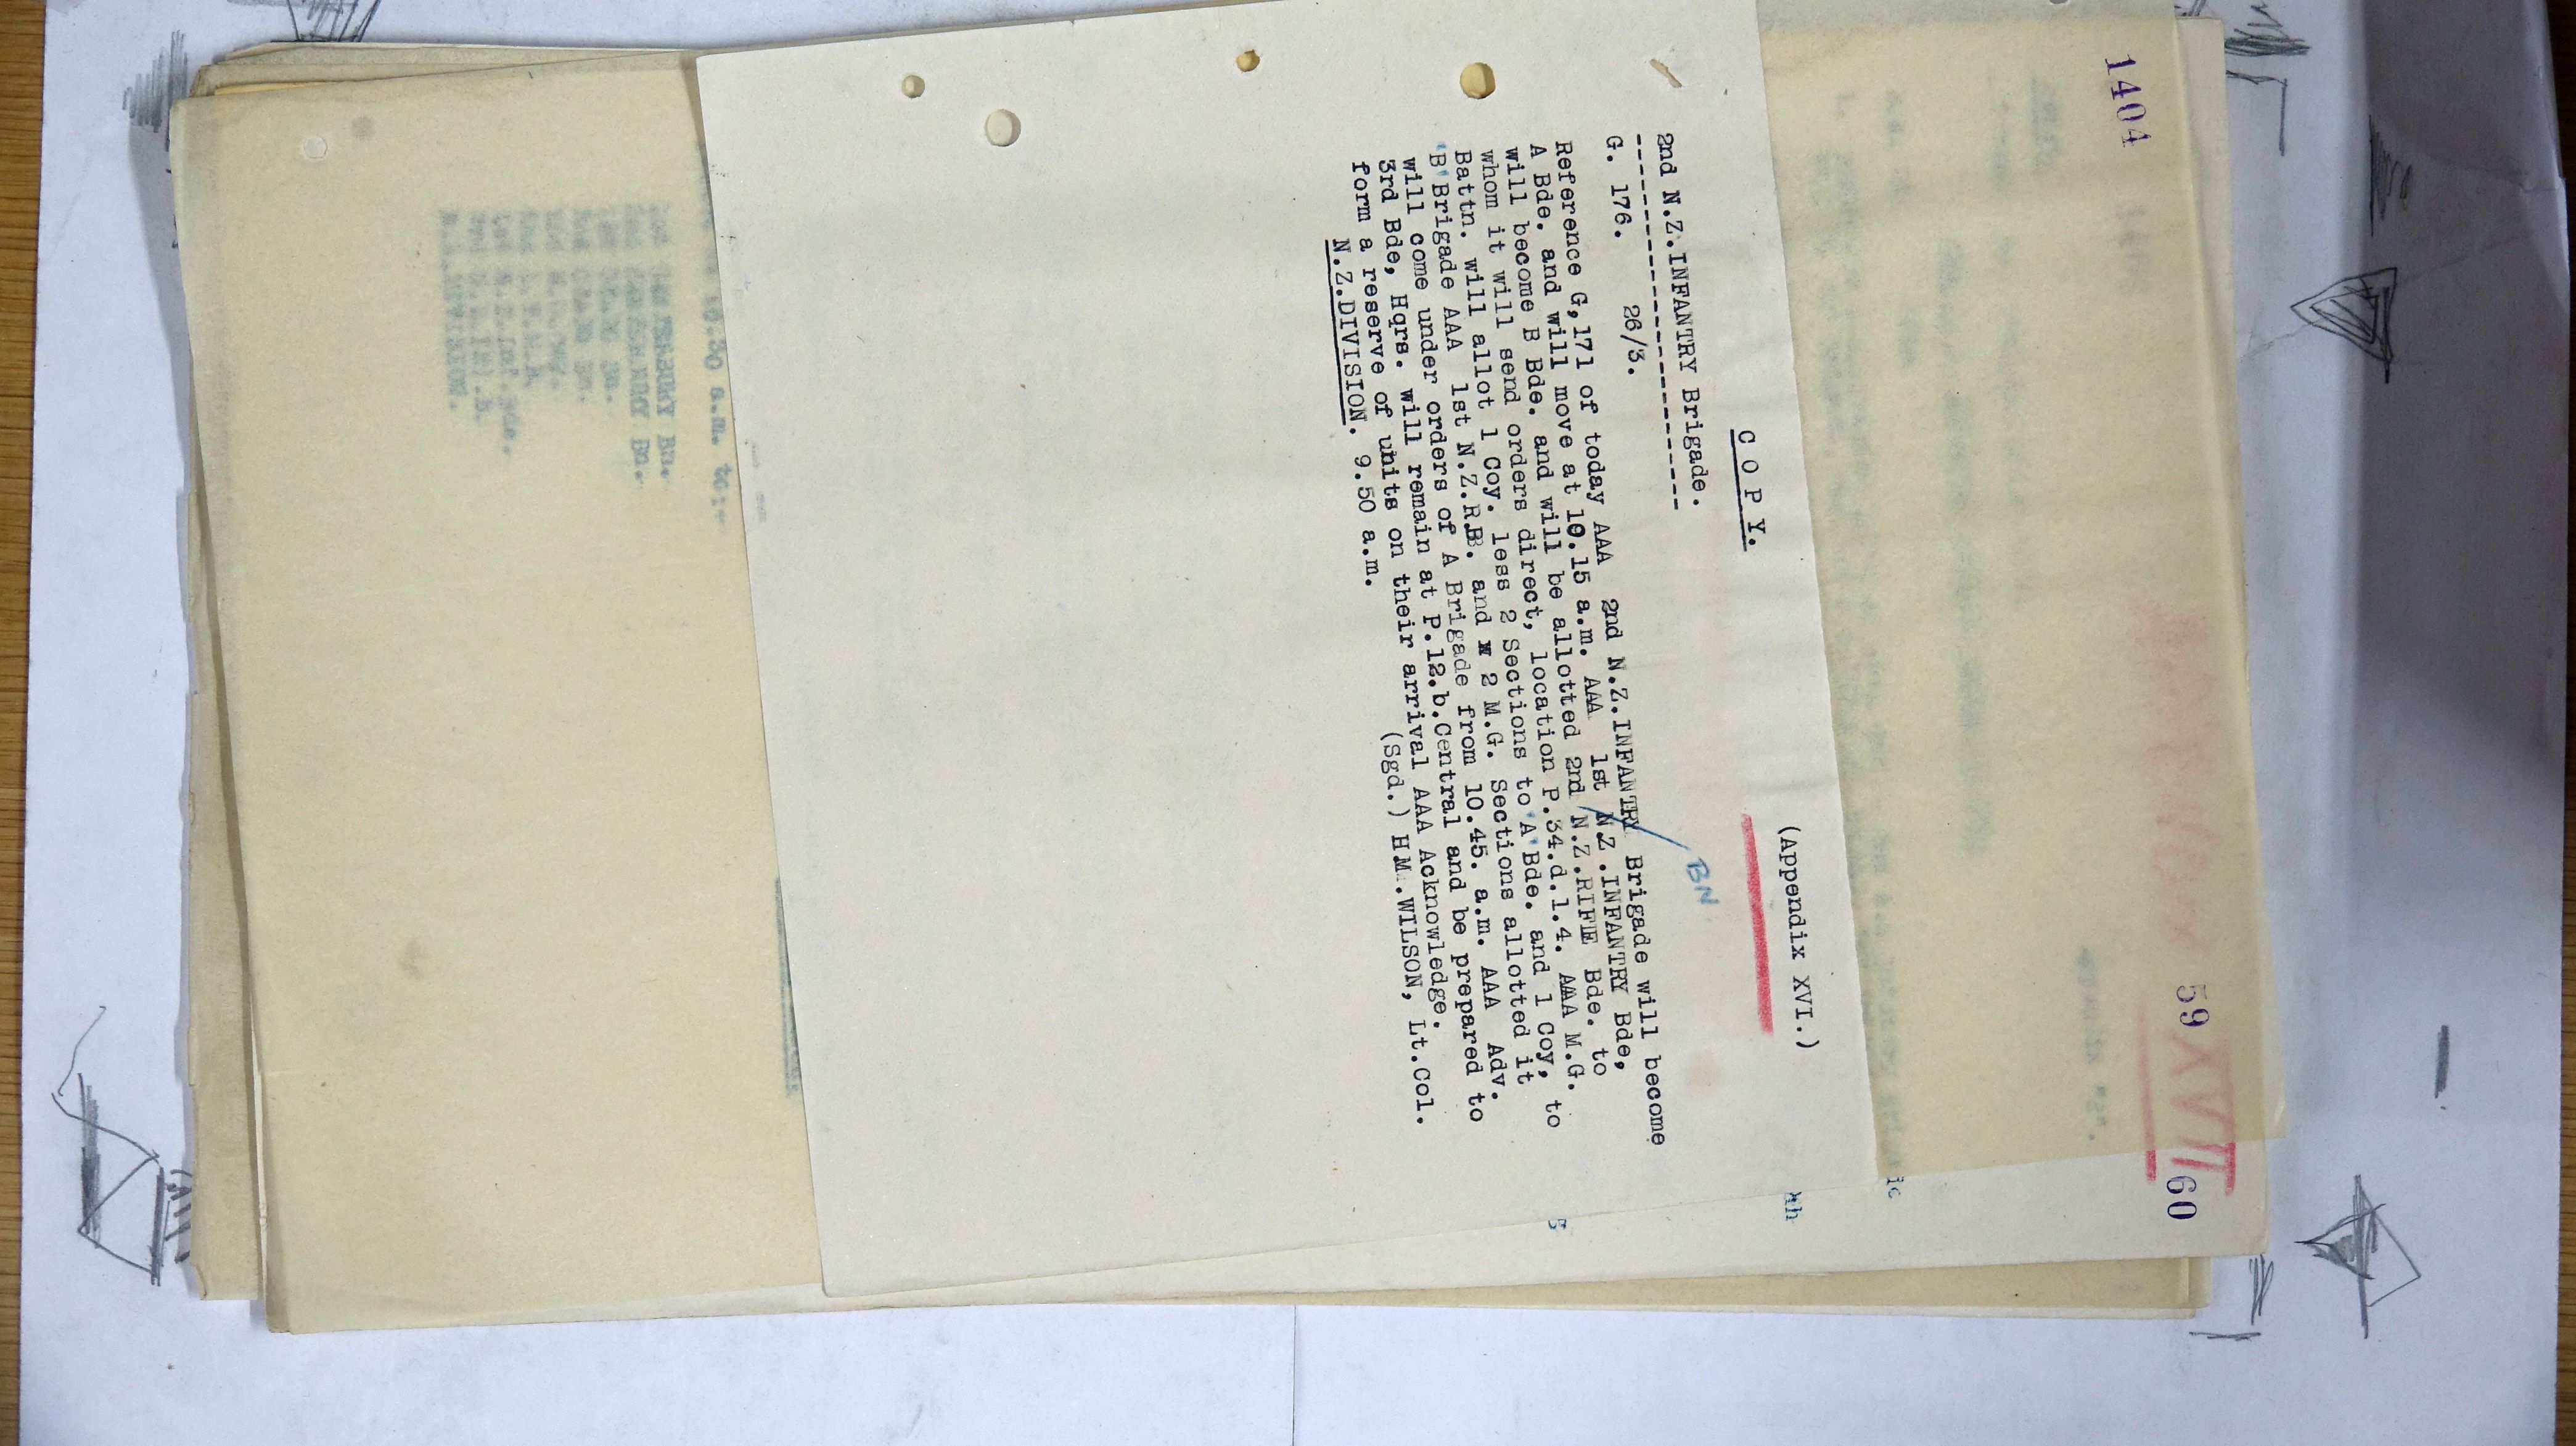 1404
59
XVII
60
(Appendix XVI.)
C O P Y.
2nd N.Z.INFANTRY Brigade.
----------------------------
G. 176. 26/3.
BN
Reference G,171 of today AAA 2nd N.Z.INFANTRY Brigade will become
A Bde. and will move at 10.15 a.m. AAA 1st N.Z.INFANTRY Bde,
will become B Bde. and will be allotted 2nd N.Z.RIFLE Bde. to
whom it will send orders direct, location P.34.d.1.4. AAA M.G.
Battn. will allot 1 Coy. less 2 Sections to 'A' Bde. and 1 Coy, to
'B' Brigade AAA 1st N.Z.R.B. and x 2 M.G. Sections allotted it
will come under orders of A Brigade from 10.45. a.m. AAA Adv.
3rd Bde, Hqrs. will remain at P.12.b.Central and be prepared to
form a reserve of units on their arrival AAA Acknowledge.
N.Z.DIVISION. 9.50 a.m. (Sgd.) H.M.WILSON, Lt.Col.
10.30 a.m. to:-
N.Z.DIVISION.